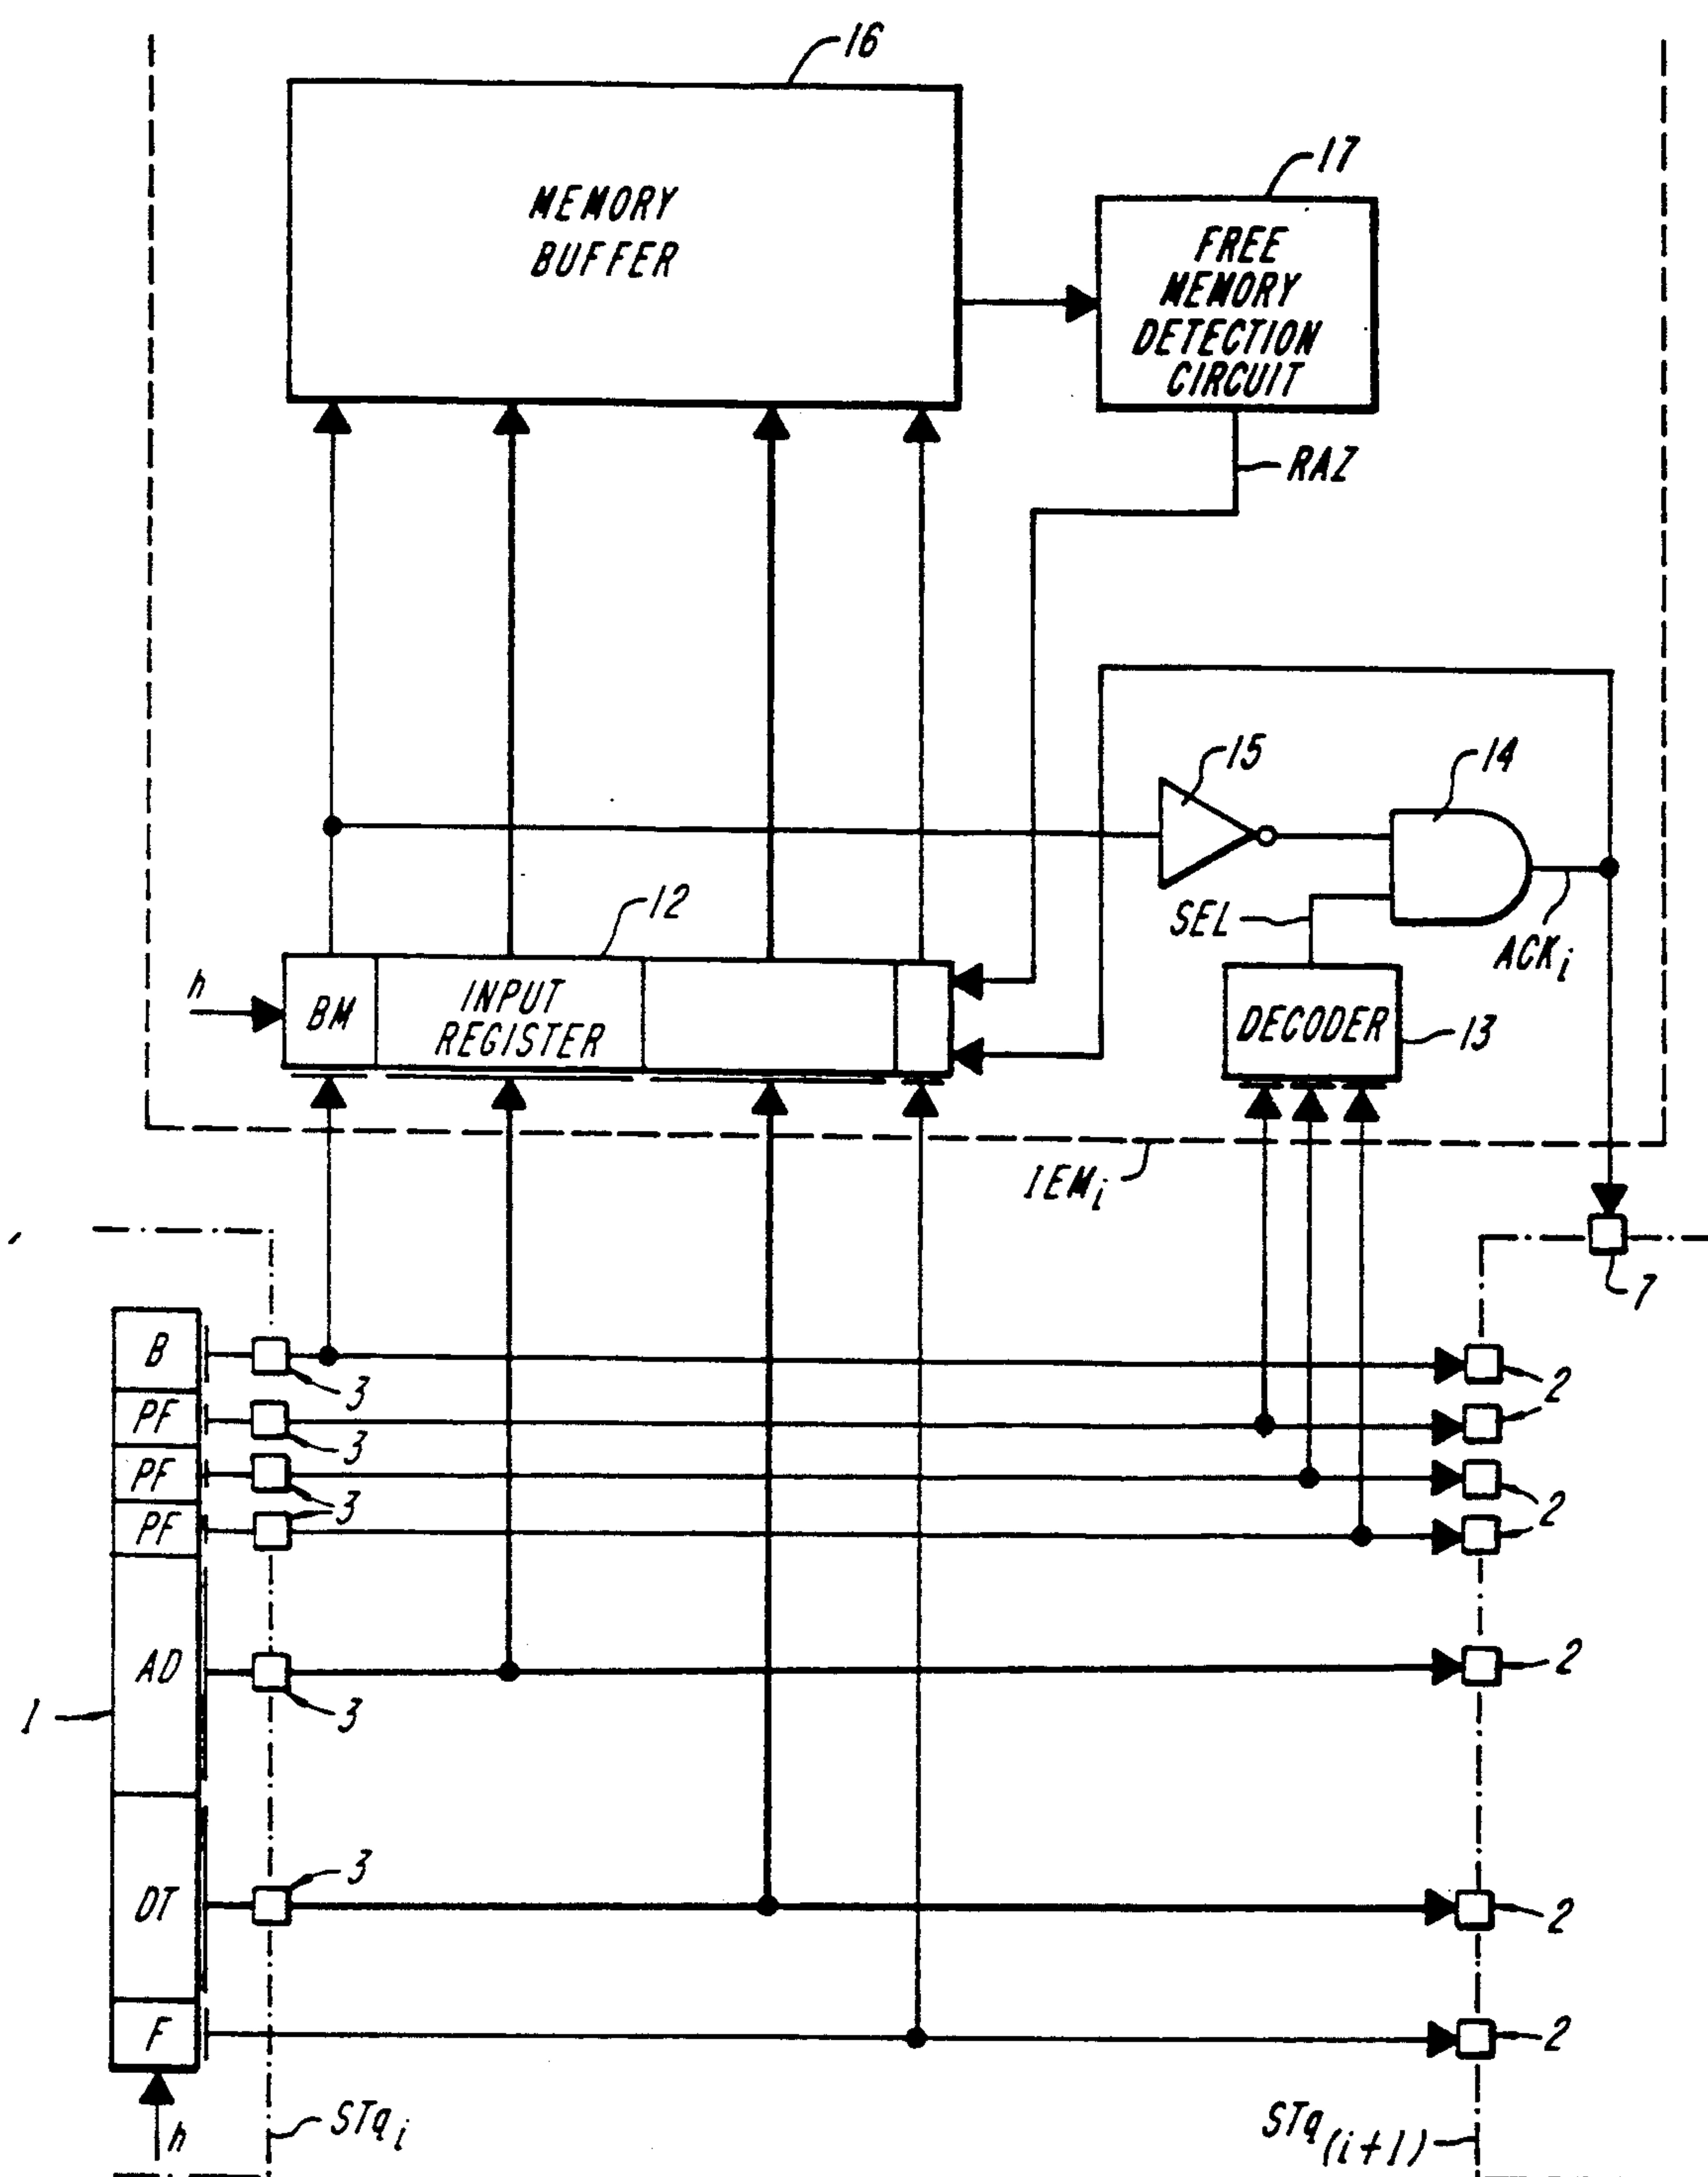 16
MEMORY
BUFFER
17
FREE
MEMORY
DETECTION
CIRCUIT
RAZ
15
14
SEL
ACKi
12
h
BM
INPUT
REGISTER
DECODER
13
IEMi
7
B
3
2
PF
3
PF
3
2
PF
3
AD
3
2
1
DT
3
2
F
2
h
STqi
STq(i+1)